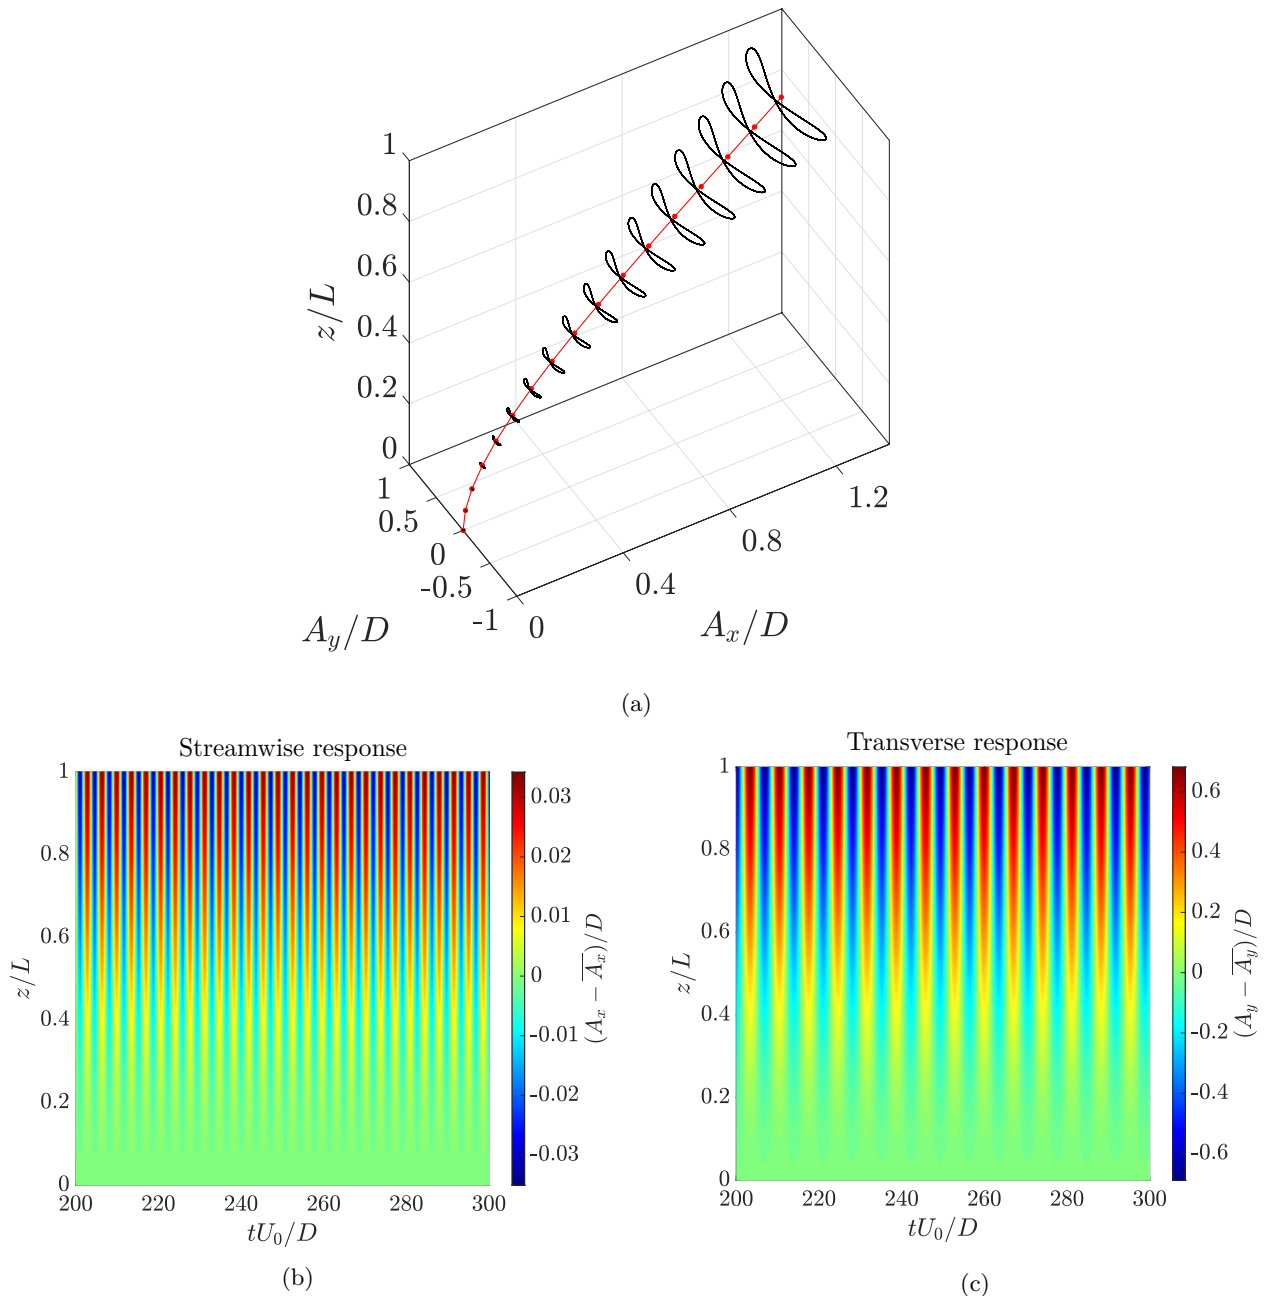 1
0.8
0.6
0.4
0.2
0
z/L
1
0.5
0
-0.5
-1
A_y/D
0
0.4
0.8
1.2
A_x/D
(a)
Streamwise response
1
0.8
0.6
0.4
0.2
0
z/L
200 220 240 260 280 300
tU_0/D
0.03
0.02
0.01
0
-0.01
-0.02
-0.03
(A_x − \overline{A_x})/D
(b)
Transverse response
1
0.8
0.6
0.4
0.2
0
z/L
200 220 240 260 280 300
tU_0/D
0.6
0.4
0.2
0
-0.2
-0.4
-0.6
(A_y − \overline{A_y})/D
(c)